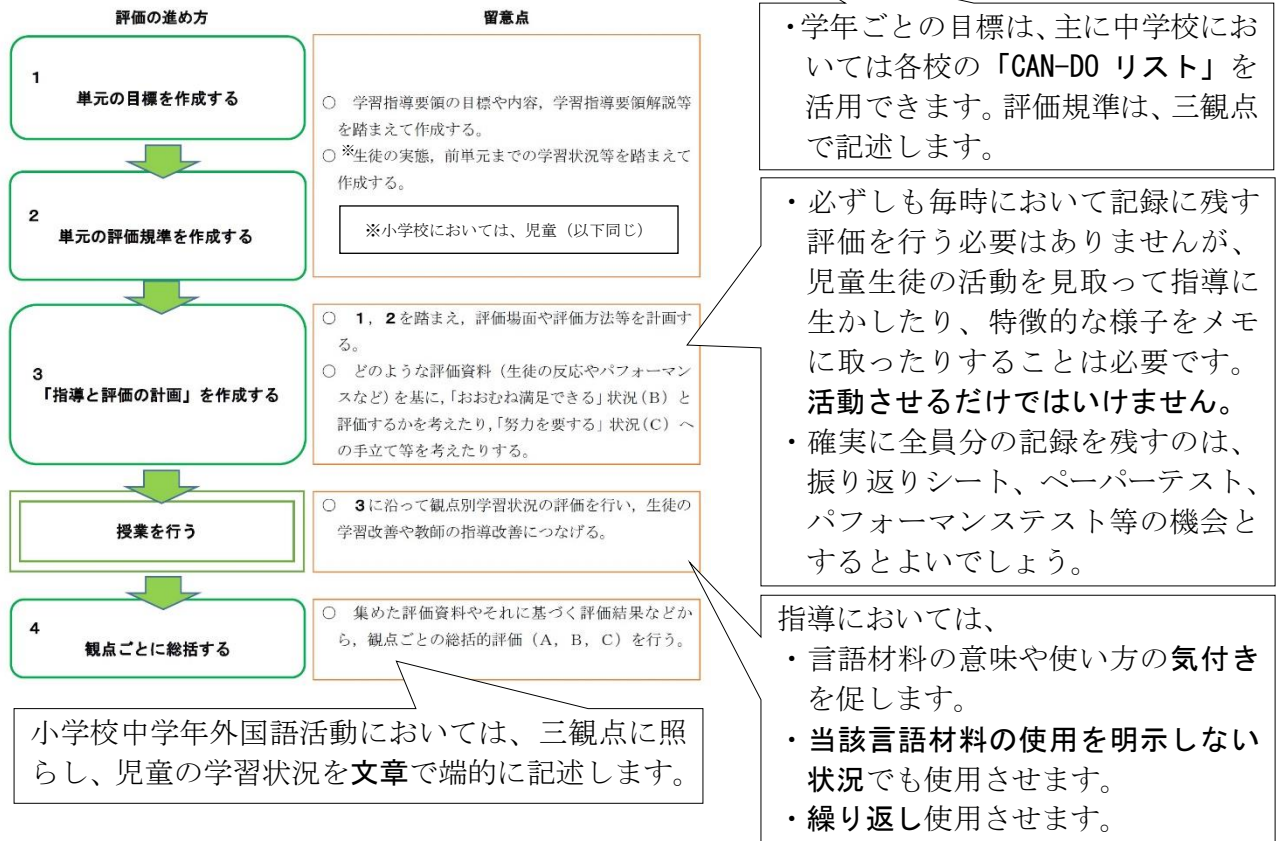 評価の進め方
留意点
1
単元の目標を作成する
2
単元の評価規準を作成する
○　学習指導要領の目標や内容，学習指導要領解説等
を踏まえて作成する。
○※生徒の実態，前単元までの学習状況等を踏まえて
作成する。
※小学校においては、児童（以下同じ）
3
「指導と評価の計画」を作成する
○　1，2を踏まえ，評価場面や評価方法等を計画す
る。
○　どのような評価資料（生徒の反応やパフォーマン
スなど）を基に，「おおむね満足できる」状況（B）と
評価するかを考えたり，「努力を要する」状況（C）へ
の手立て等を考えたりする。
授業を行う
○　3に沿って観点別学習状況の評価を行い，生徒の
学習改善や教師の指導改善につなげる。
4
観点ごとに総括する
○　集めた評価資料やそれに基づく評価結果などか
ら，観点ごとの総括的評価（A，B，C）を行う。
小学校中学年外国語活動においては、三観点に照
らし、児童の学習状況を文章で端的に記述します。
・学年ごとの目標は、主に中学校にお
いては各校の「CAN-DO リスト」を
活用できます。評価規準は、三観点
で記述します。
・必ずしも毎時において記録に残す
評価を行う必要はありませんが、
児童生徒の活動を見取って指導に
生かしたり、特徴的な様子をメモ
に取ったりすることは必要です。
活動させるだけではいけません。
・確実に全員分の記録を残すのは、
振り返りシート、ペーパーテスト、
パフォーマンステスト等の機会と
するとよいでしょう。
指導においては、
・言語材料の意味や使い方の気付き
を促します。
・当該言語材料の使用を明示しない
状況でも使用させます。
・繰り返し使用させます。